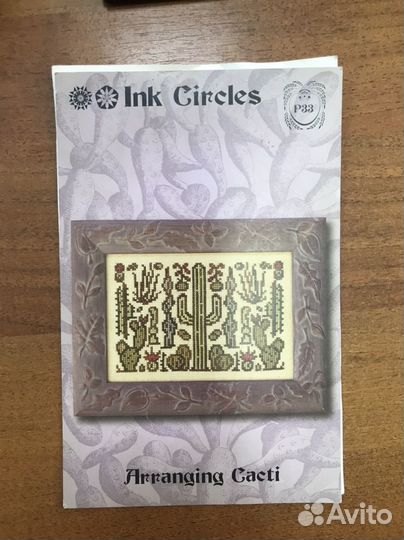 Ink Circles
P33
Arranging Cacti
Avito